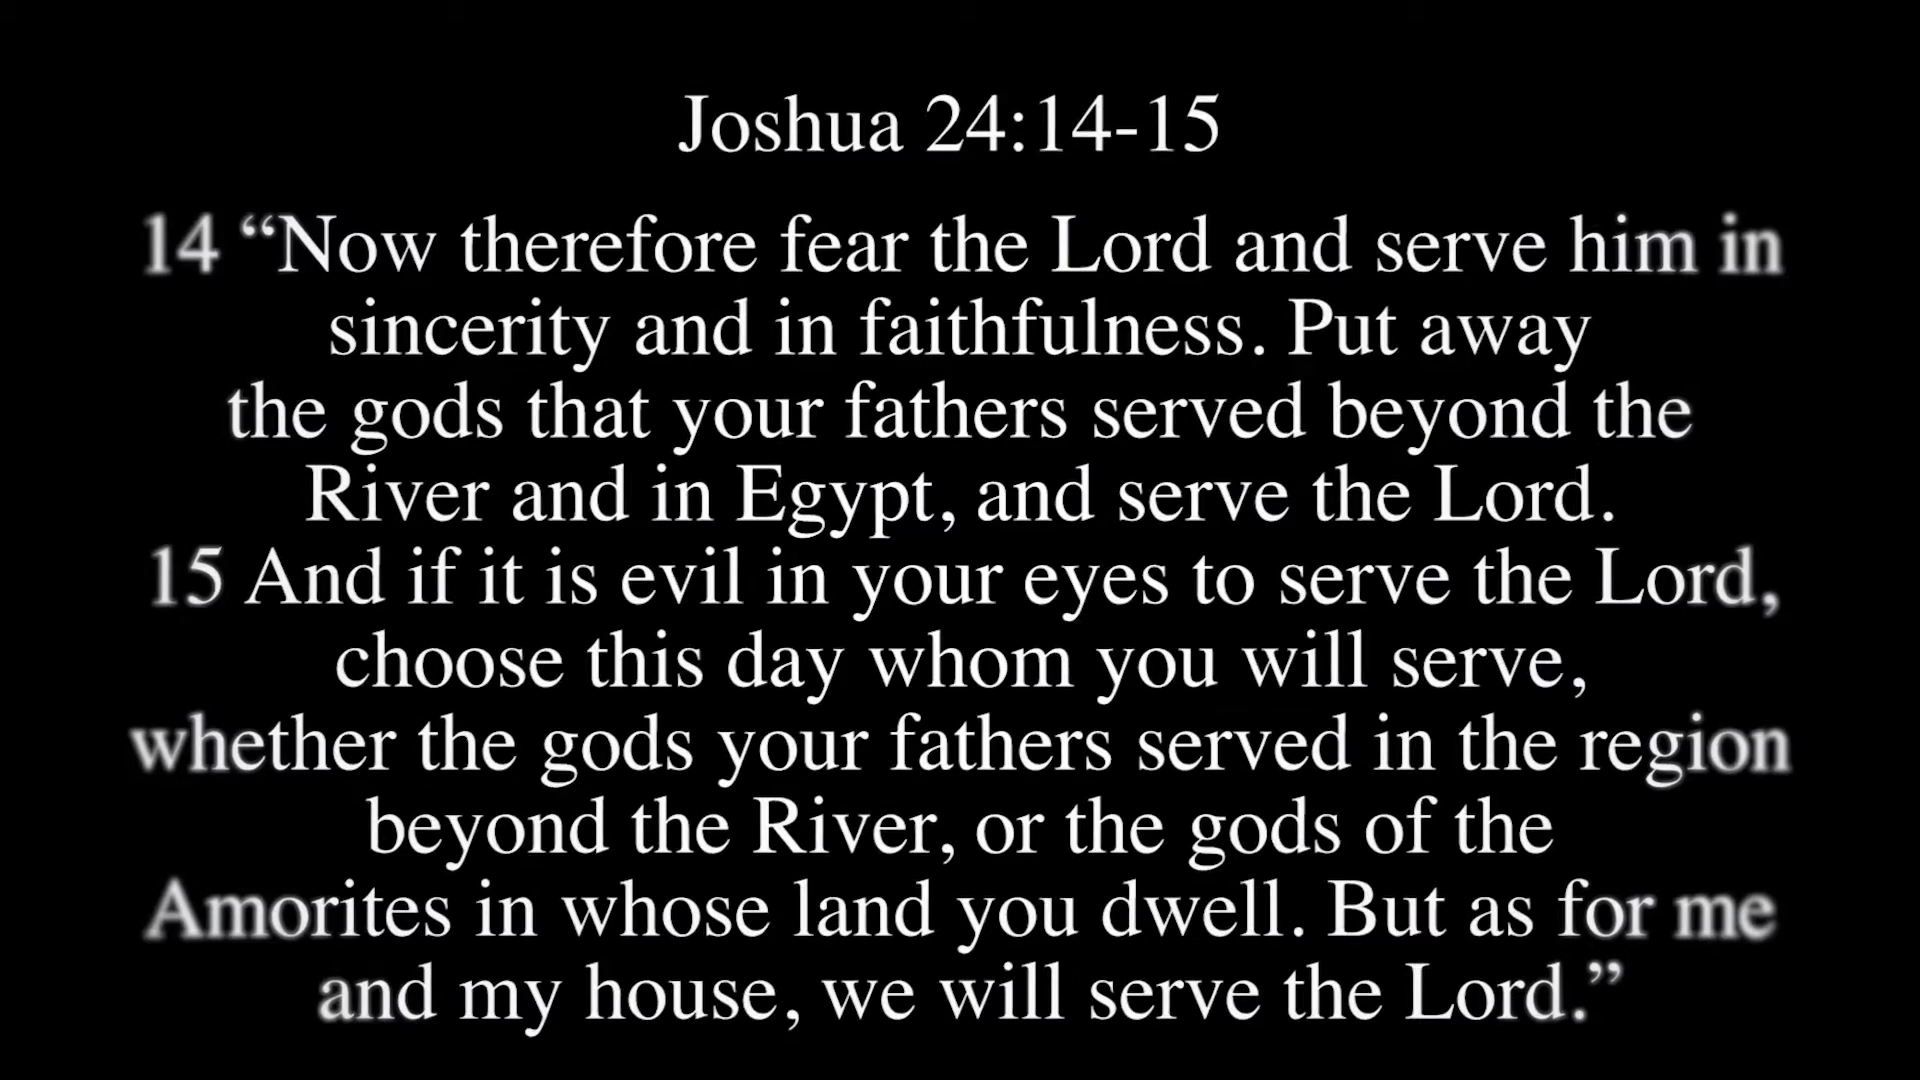 Joshua 24:14-15
14 “Now therefore fear the Lord and serve him in
sincerity and in faithfulness. Put away
the gods that your fathers served beyond the
River and in Egypt, and serve the Lord.
15 And if it is evil in your eyes to serve the Lord,
choose this day whom you will serve,
whether the gods your fathers served in the region
beyond the River, or the gods of the
Amorites in whose land you dwell. But as for me
and my house, we will serve the Lord.”